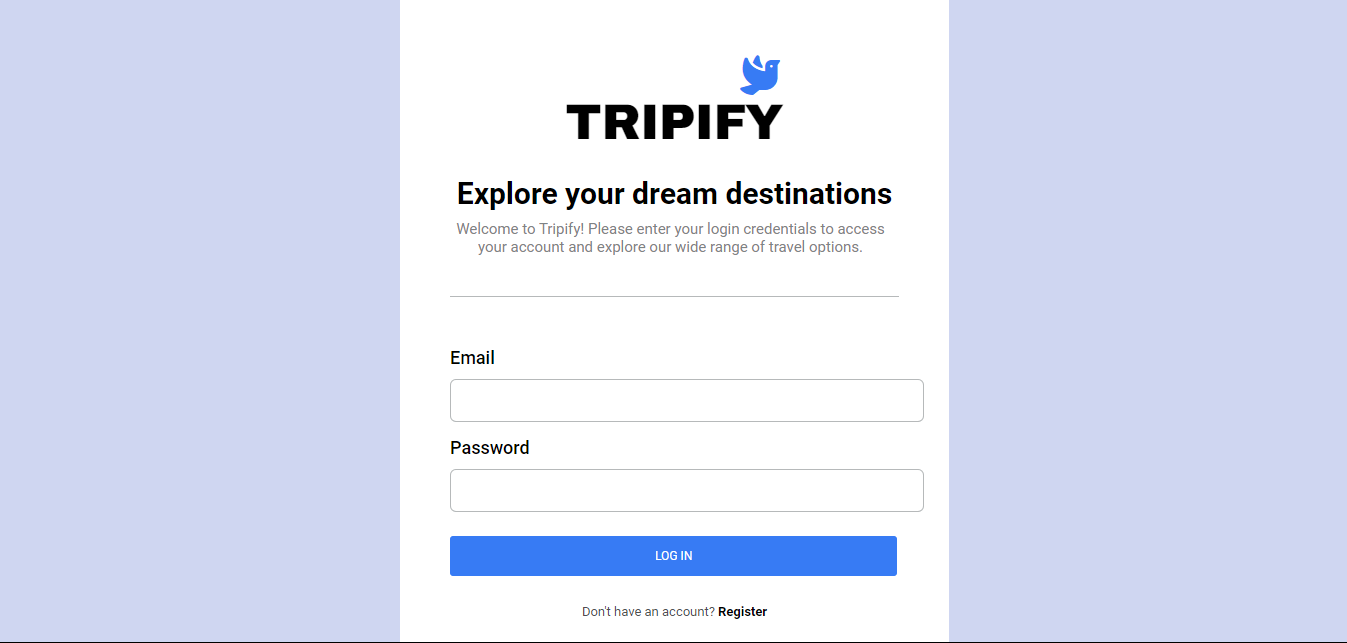 TRIPIFY
Explore your dream destinations
Welcome to Tripify! Please enter your login credentials to access
your account and explore our wide range of travel options.
Email
Password
LOG IN
Don't have an account? Register